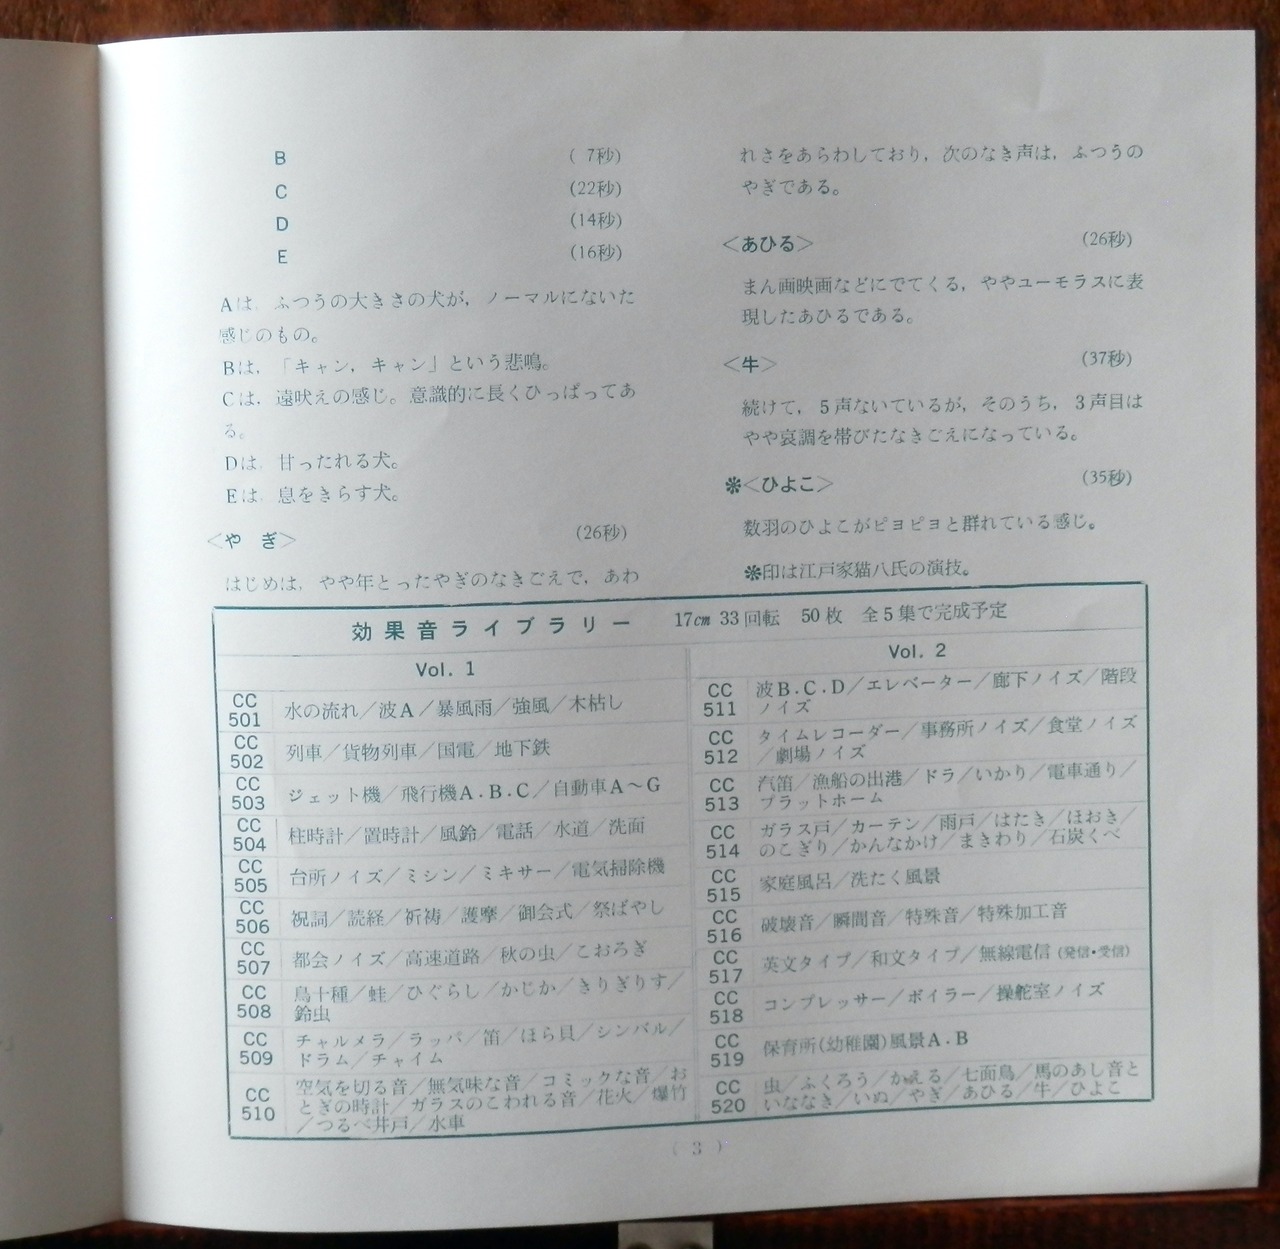 B　(7秒)
C　(22秒)
D　(14秒)
E　(16秒)
Aは，ふつうの大きさの犬が，ノーマルにないた
感じのもの。
Bは，「キャン，キャン」という悲鳴。
Cは，遠吠えの感じ。意識的に長くひっぱってあ
る。
Dは，甘ったれる犬。
Eは，息をきらす犬。
＜や　ぎ＞　(26秒)
はじめは，やや年とったやぎのなきごえで，あわ
れさをあらわしており，次のなき声は，ふつうの
やぎである。
＜あひる＞　(26秒)
まん画映画などにでてくる，ややユーモラスに表
現したあひるである。
＜牛＞　(37秒)
続けて，5声ないているが，そのうち，3声目は
やや哀調を帯びたなきごえになっている。
❊＜ひよこ＞　(35秒)
数羽のひよこがピヨピヨと群れている感じ。
❊印は江戸家猫八氏の演技。
効果音ライブラリー　17cm 33回転　50枚　全5集で完成予定
Vol. 1
CC 501　水の流れ／波A／暴風雨／強風／木枯し
CC 502　列車／貨物列車／国電／地下鉄
CC 503　ジェット機／飛行機A・B・C／自動車A～G
CC 504　柱時計／置時計／風鈴／電話／水道／洗面
CC 505　台所ノイズ／ミシン／ミキサー／電気掃除機
CC 506　祝詞／読経／祈祷／護摩／御会式／祭ばやし
CC 507　都会ノイズ／高速道路／秋の虫／こおろぎ
CC 508　鳥十種／蛙／ひぐらし／かじか／きりぎりす／
鈴虫
CC 509　チャルメラ／ラッパ／笛／ほら貝／シンバル／
ドラム／チャイム
CC 510　空気を切る音／無気味な音／コミックな音／お
とぎの時計／ガラスのこわれる音／花火／爆竹
／つるべ井戸／水車
Vol. 2
CC 511　波B・C・D／エレベーター／廊下ノイズ／階段
ノイズ
CC 512　タイムレコーダー／事務所ノイズ／食堂ノイズ
／劇場ノイズ
CC 513　汽笛／漁船の出港／ドラ／いかり／電車通り／
プラットホーム
CC 514　ガラス戸／カーテン／雨戸／はたき／ほおき／
のこぎり／かんなかけ／まきわり／石炭くべ
CC 515　家庭風呂／洗たく風景
CC 516　破壊音／瞬間音／特殊音／特殊加工音
CC 517　英文タイプ／和文タイプ／無線電信(発信・受信)
CC 518　コンプレッサー／ボイラー／操舵室ノイズ
CC 519　保育所(幼稚園)風景A・B
CC 520　虫／ふくろう／かえる／七面鳥／馬のあし音と
いななき／いぬ／やぎ／あひる／牛／ひよこ
( 3 )